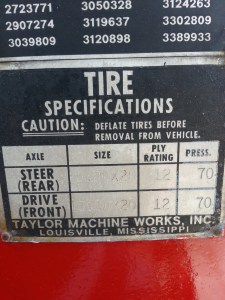 2723771 3050328 3124263
2907274 3119637 3302809
3039809 3120898 3389933
TIRE
SPECIFICATIONS
CAUTION: DEFLATE TIRES BEFORE
REMOVAL FROM VEHICLE.
AXLE SIZE PLY RATING PRESS.
STEER (REAR) 12 70
DRIVE (FRONT) 20 12 70
TAYLOR MACHINE WORKS, INC.
LOUISVILLE, MISSISSIPPI